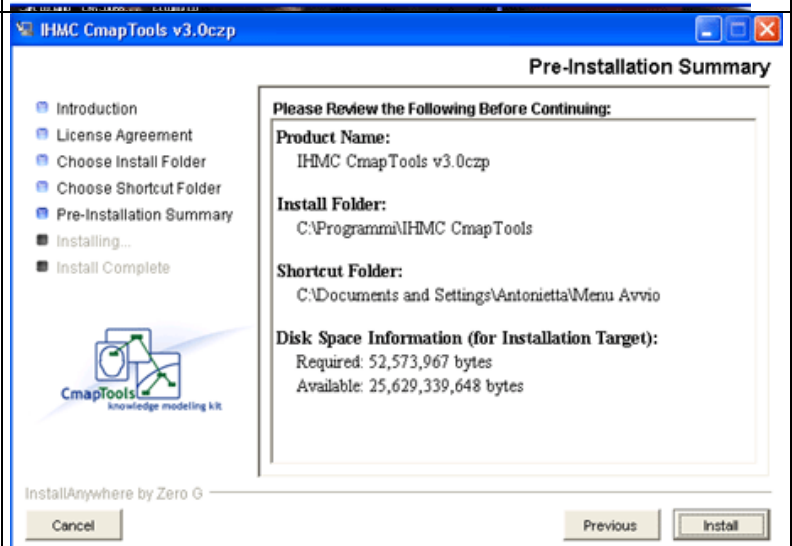 IHMC CmapTools v3.0czp
Pre-Installation Summary
Introduction
License Agreement
Choose Install Folder
Choose Shortcut Folder
Pre-Installation Summary
Installing...
Install Complete
CmapTools
knowledge modeling kit
Please Review the Following Before Continuing:
Product Name:
IHMC CmapTools v3.0czp
Install Folder:
C:\Programmi\IHMC CmapTools
Shortcut Folder:
C:\Documents and Settings\Antonietta\Menu Avvio
Disk Space Information (for Installation Target):
Required: 52,573,967 bytes
Available: 25,629,339,648 bytes
InstallAnywhere by Zero G
Cancel
Previous
Install